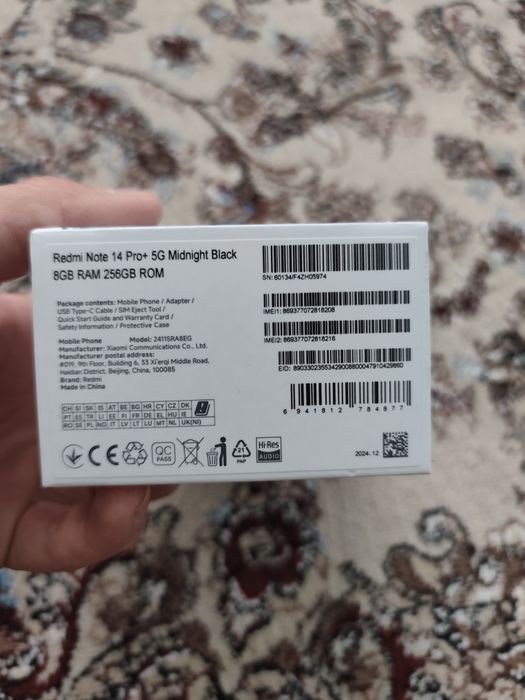 Redmi Note 14 Pro+ 5G Midnight Black
8GB RAM 256GB ROM
Package contents: Mobile Phone / Adapter /
USB Type-C Cable / SIM Eject Tool /
Quick Start Guide and Warranty Card /
Safety Information / Protective Case
Mobile Phone Model: 24115RA8EG
Manufacturer: Xiaomi Communications Co., Ltd.
Manufacturer postal address:
#019, 9th Floor, Building 6, 33 Xi'erqi Middle Road,
Haidian District, Beijing, China, 100085
Brand: Redmi
Made in China
CH SI SK IS AT BE BG HR CY CZ DK
PT ES TR LI EE FI FR DE EL HU IE
RO SE PL NO IT LV LT LU MT NL UK(NI)
CE
QC
PASS
21
PAP
Hi-Res
AUDIO
SN: 60134/F4ZH05974
IMEI1: 869377072818208
IMEI2: 869377072818216
EID: 89033023553429008800047910429860
6 941812 784877
2024.12